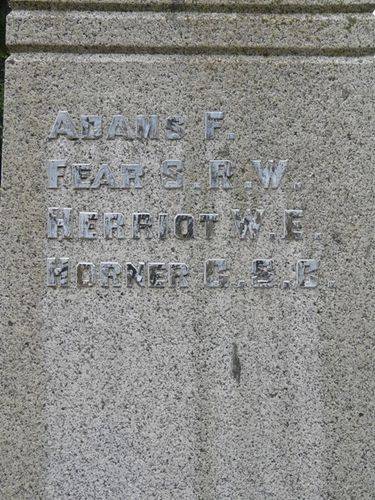 ADAMS F.
FEAR S.R.W.
HERRIOT W.E.
HORNER